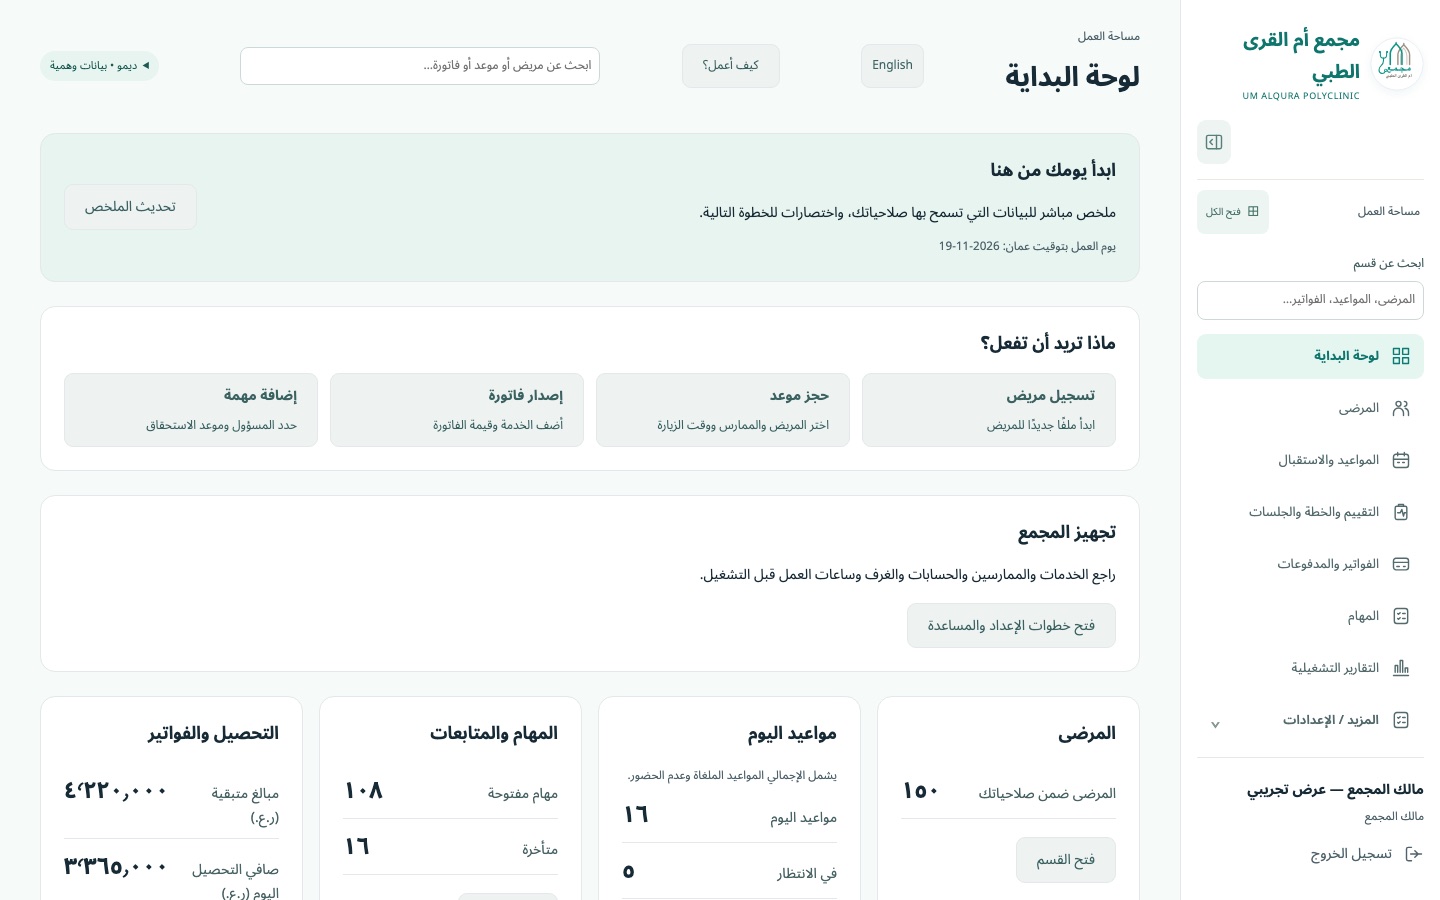 مجمع أم القرى
الطبي
UM ALQURA POLYCLINIC
مساحة العمل
فتح الكل
ابحث عن قسم
المرضى، المواعيد، الفواتير...
لوحة البداية
المرضى
المواعيد والاستقبال
التقييم والخطة والجلسات
الفواتير والمدفوعات
المهام
التقارير التشغيلية
المزيد / الإعدادات
مالك المجمع — عرض تجريبي
مالك المجمع
تسجيل الخروج
مساحة العمل
لوحة البداية
English
كيف أعمل؟
ابحث عن مريض أو موعد أو فاتورة...
ديمو • بيانات وهمية
ابدأ يومك من هنا
ملخص مباشر للبيانات التي تسمح بها صلاحياتك، واختصارات للخطوة التالية.
يوم العمل بتوقيت عمان: 2026-11-19
تحديث الملخص
ماذا تريد أن تفعل؟
تسجيل مريض
ابدأ ملفًا جديدًا للمريض
حجز موعد
اختر المريض والممارس ووقت الزيارة
إصدار فاتورة
أضف الخدمة وقيمة الفاتورة
إضافة مهمة
حدد المسؤول وموعد الاستحقاق
تجهيز المجمع
راجع الخدمات والممارسين والحسابات والغرف وساعات العمل قبل التشغيل.
فتح خطوات الإعداد والمساعدة
المرضى
المرضى ضمن صلاحياتك ١٥٠
فتح القسم
مواعيد اليوم
يشمل الإجمالي المواعيد الملغاة وعدم الحضور.
مواعيد اليوم ١٦
في الانتظار ٥
المهام والمتابعات
مهام مفتوحة ١٠٨
متأخرة ١٦
التحصيل والفواتير
مبالغ متبقية ٤٬٢٢٠٫٠٠٠
(ر.ع.)
صافي التحصيل ٣٬٣٦٥٫٠٠٠
اليوم (ر.ع.)